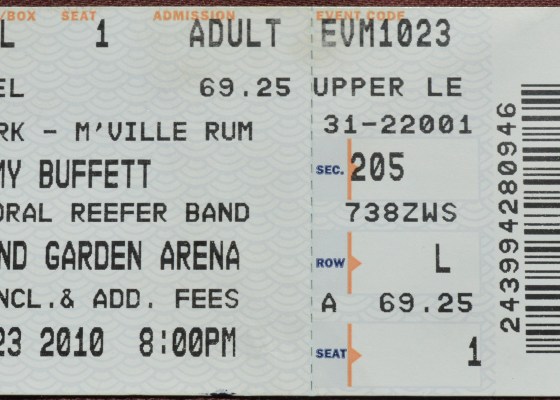 /BOX SEAT ADMISSION EVENT CODE
L 1 ADULT EVM1023
EL 69.25 UPPER LE
RK - M'VILLE RUM 31-22001
MY BUFFETT SEC. 205
ORAL REEFER BAND 738ZWS
ND GARDEN ARENA ROW L
NCL.& ADD. FEES A 69.25
23 2010 8:00PM SEAT 1
2439994280946